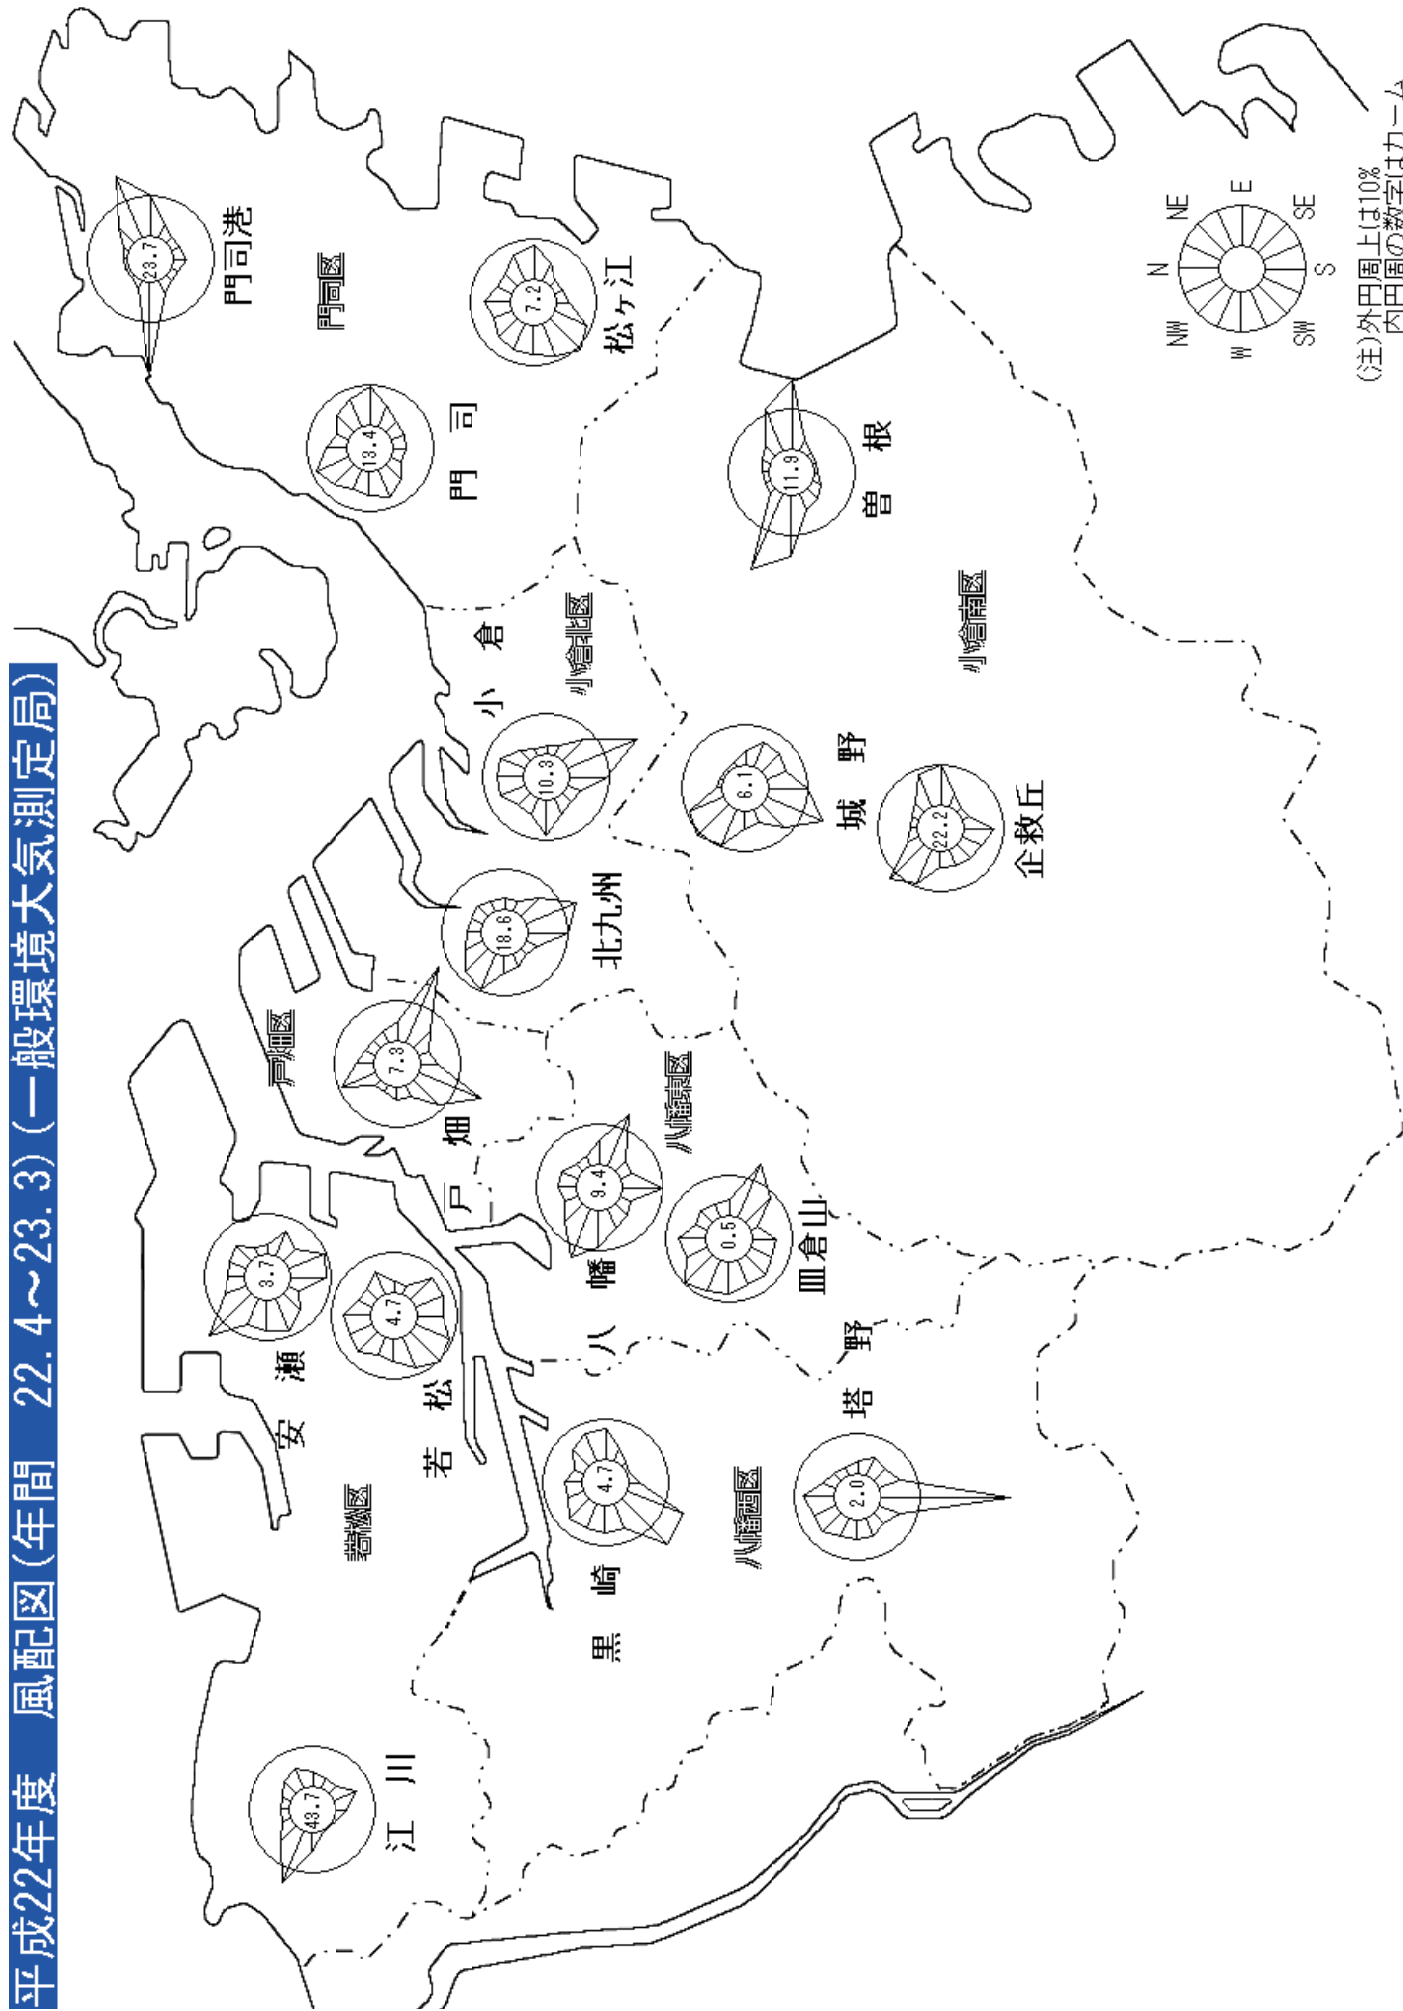 平成22年度　風配図(年間　22.4～23.3)(一般環境大気測定局)
23.7
門司港
門司区
7.2
松ヶ江
13.4
門司
11.9
曽根
小倉
小倉北区
小倉南区
10.3
6.1
城野
22.2
企救丘
18.6
北九州
戸畑区
7.3
戸畑
八幡東区
9.4
八幡
0.5
皿倉山
3.7
安瀬
4.7
若松
若松区
4.7
黒崎
八幡西区
2.0
塔野
43.7
江川
N
NE
E
SE
S
SW
W
NW
(注)外円周上は10%
内円周の数字はカーム